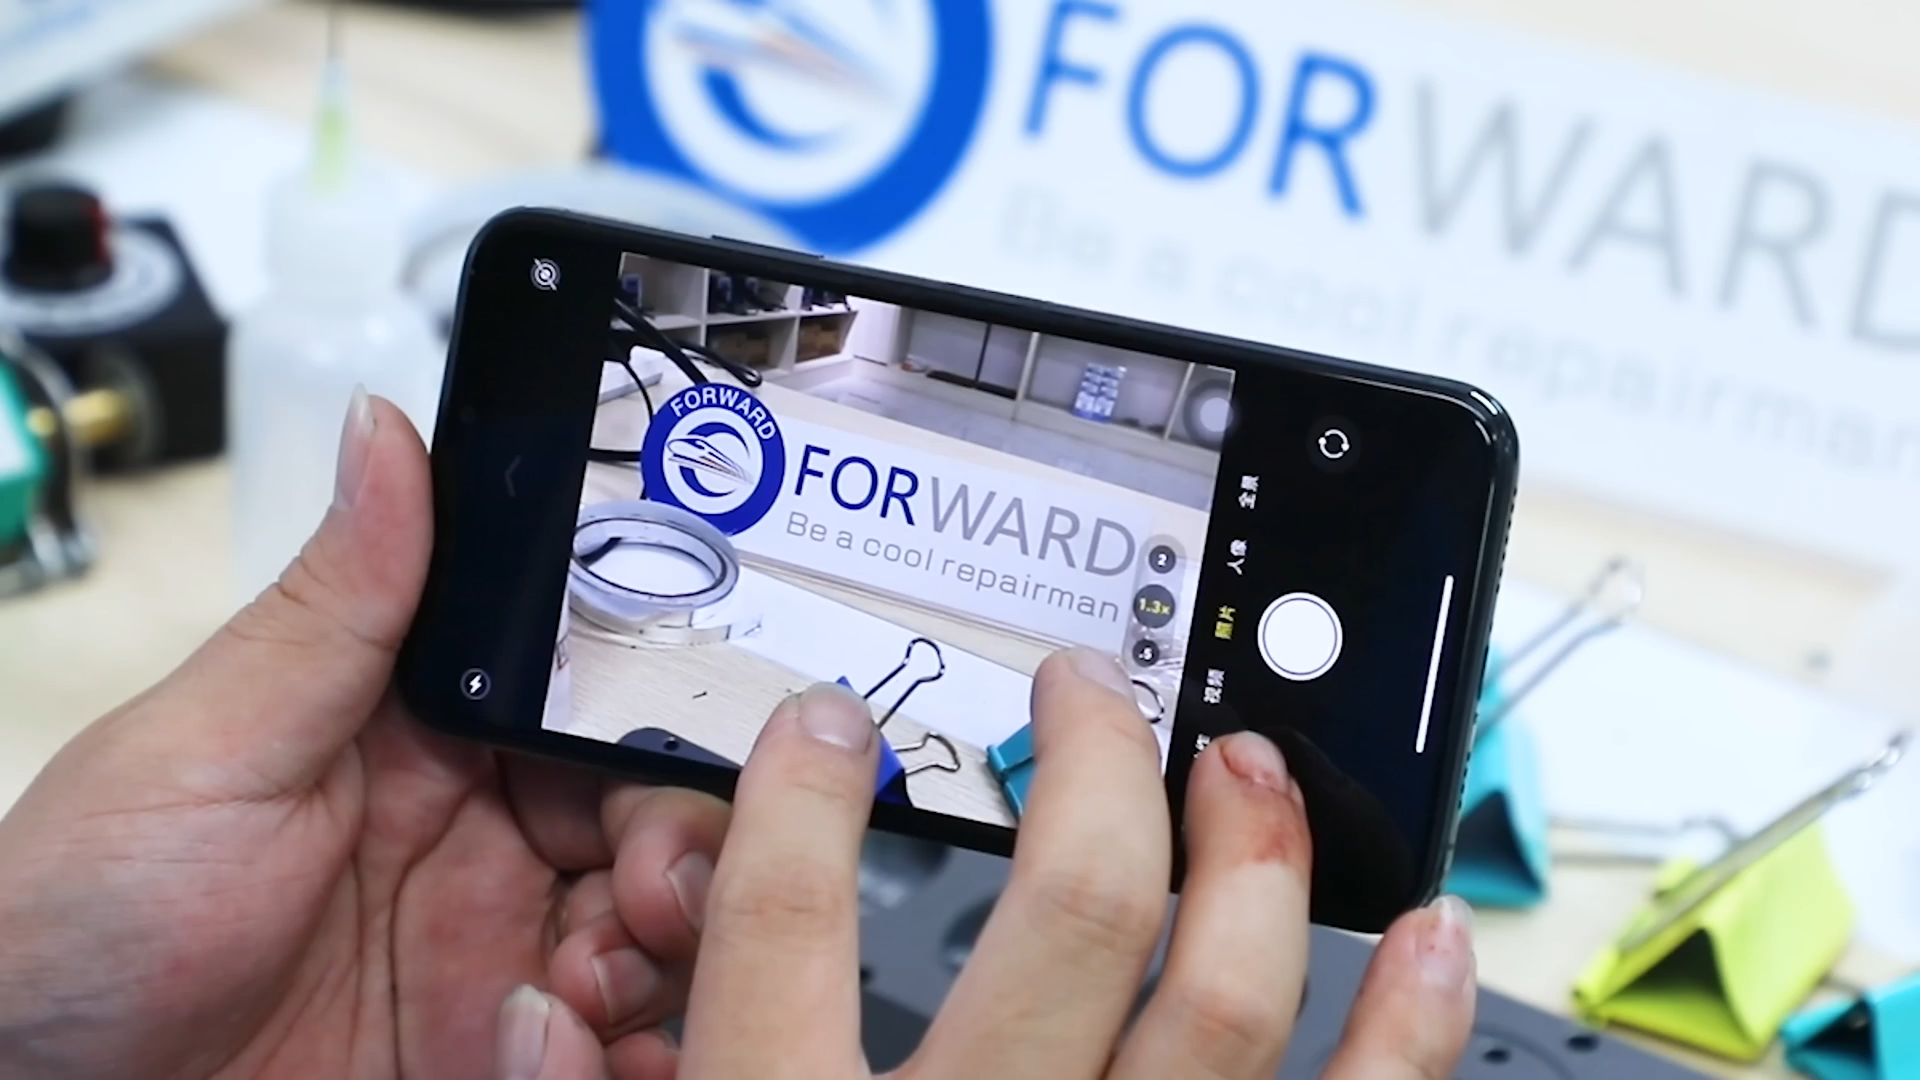 FORWARD
Be a cool repairman
FORWARD
FORWARD
Be a cool repairman
2
1.3×
.5
全景
人像
照片
视频